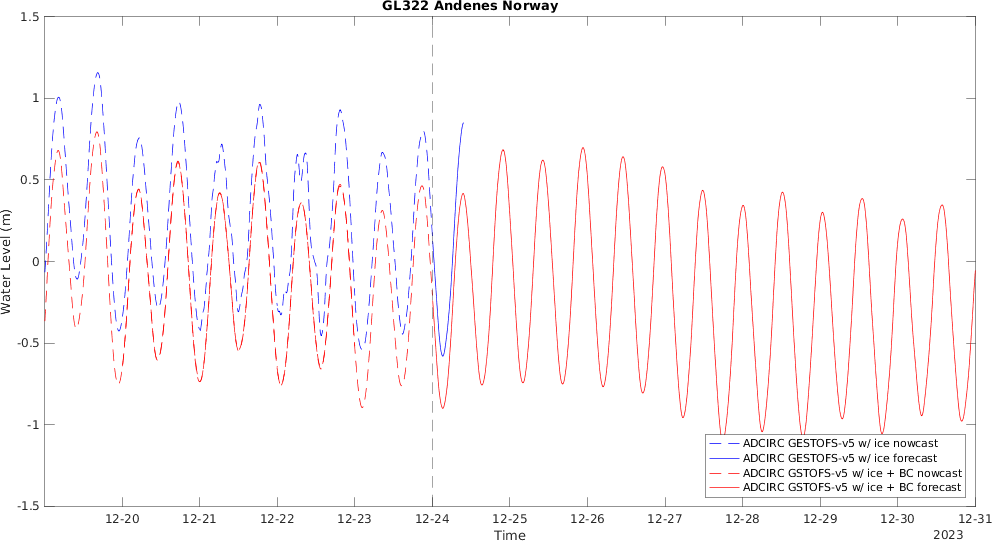 GL322 Andenes Norway
1.5
1
0.5
0
-0.5
-1
-1.5
Water Level (m)
12-20 12-21 12-22 12-23 12-24 12-25 12-26 12-27 12-28 12-29 12-30 12-31
Time
2023
ADCIRC GESTOFS-v5 w/ ice nowcast
ADCIRC GESTOFS-v5 w/ ice forecast
ADCIRC GSTOFS-v5 w/ ice + BC nowcast
ADCIRC GSTOFS-v5 w/ ice + BC forecast